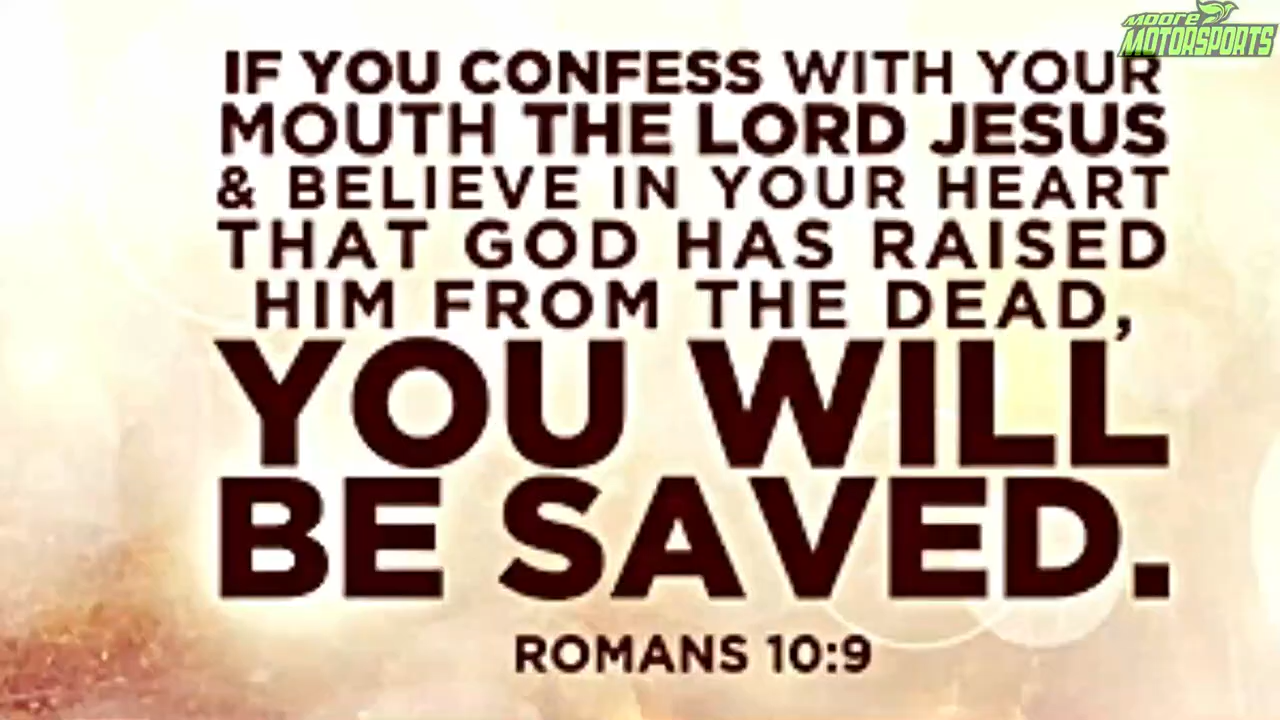 MOORE
MOTORSPORTS
IF YOU CONFESS WITH YOUR
MOUTH THE LORD JESUS
& BELIEVE IN YOUR HEART
THAT GOD HAS RAISED
HIM FROM THE DEAD,
YOU WILL
BE SAVED.
ROMANS 10:9